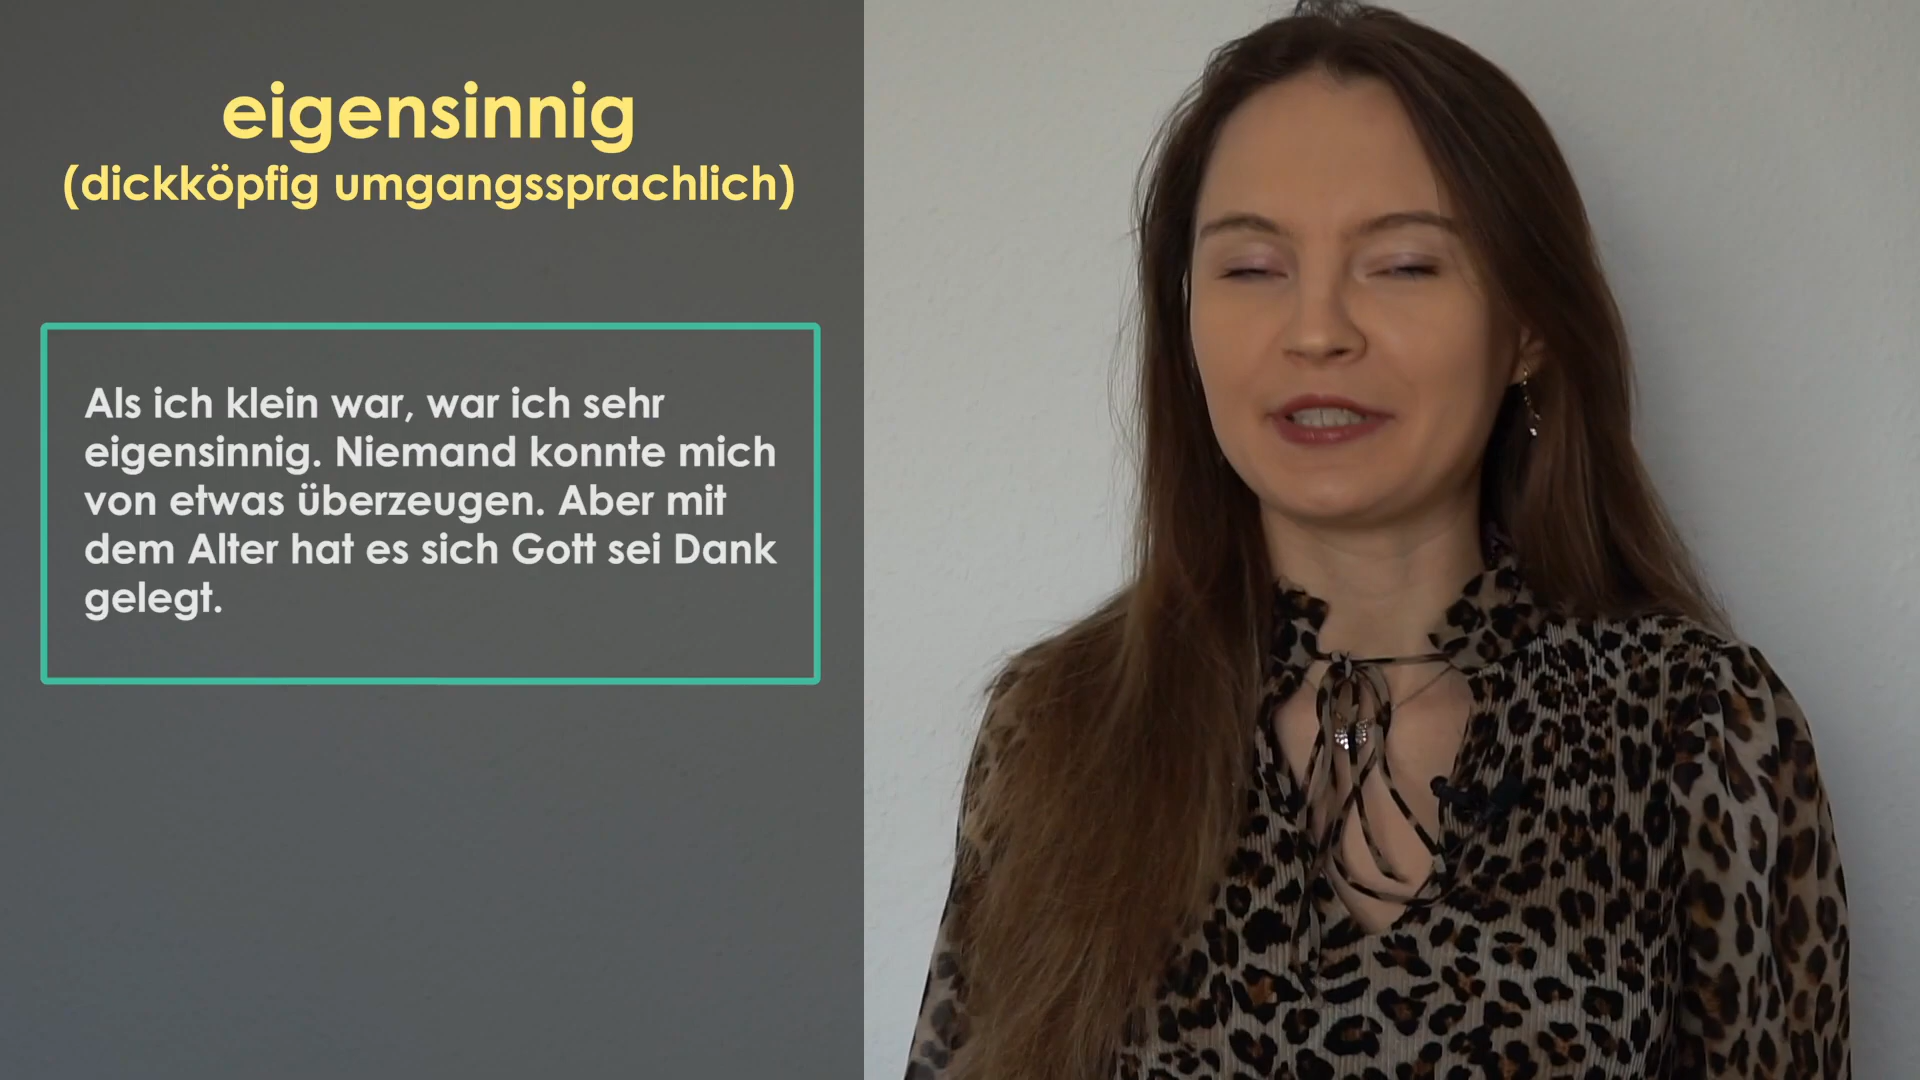 eigensinnig
(dickköpfig umgangssprachlich)
Als ich klein war, war ich sehr
eigensinnig. Niemand konnte mich
von etwas überzeugen. Aber mit
dem Alter hat es sich Gott sei Dank
gelegt.